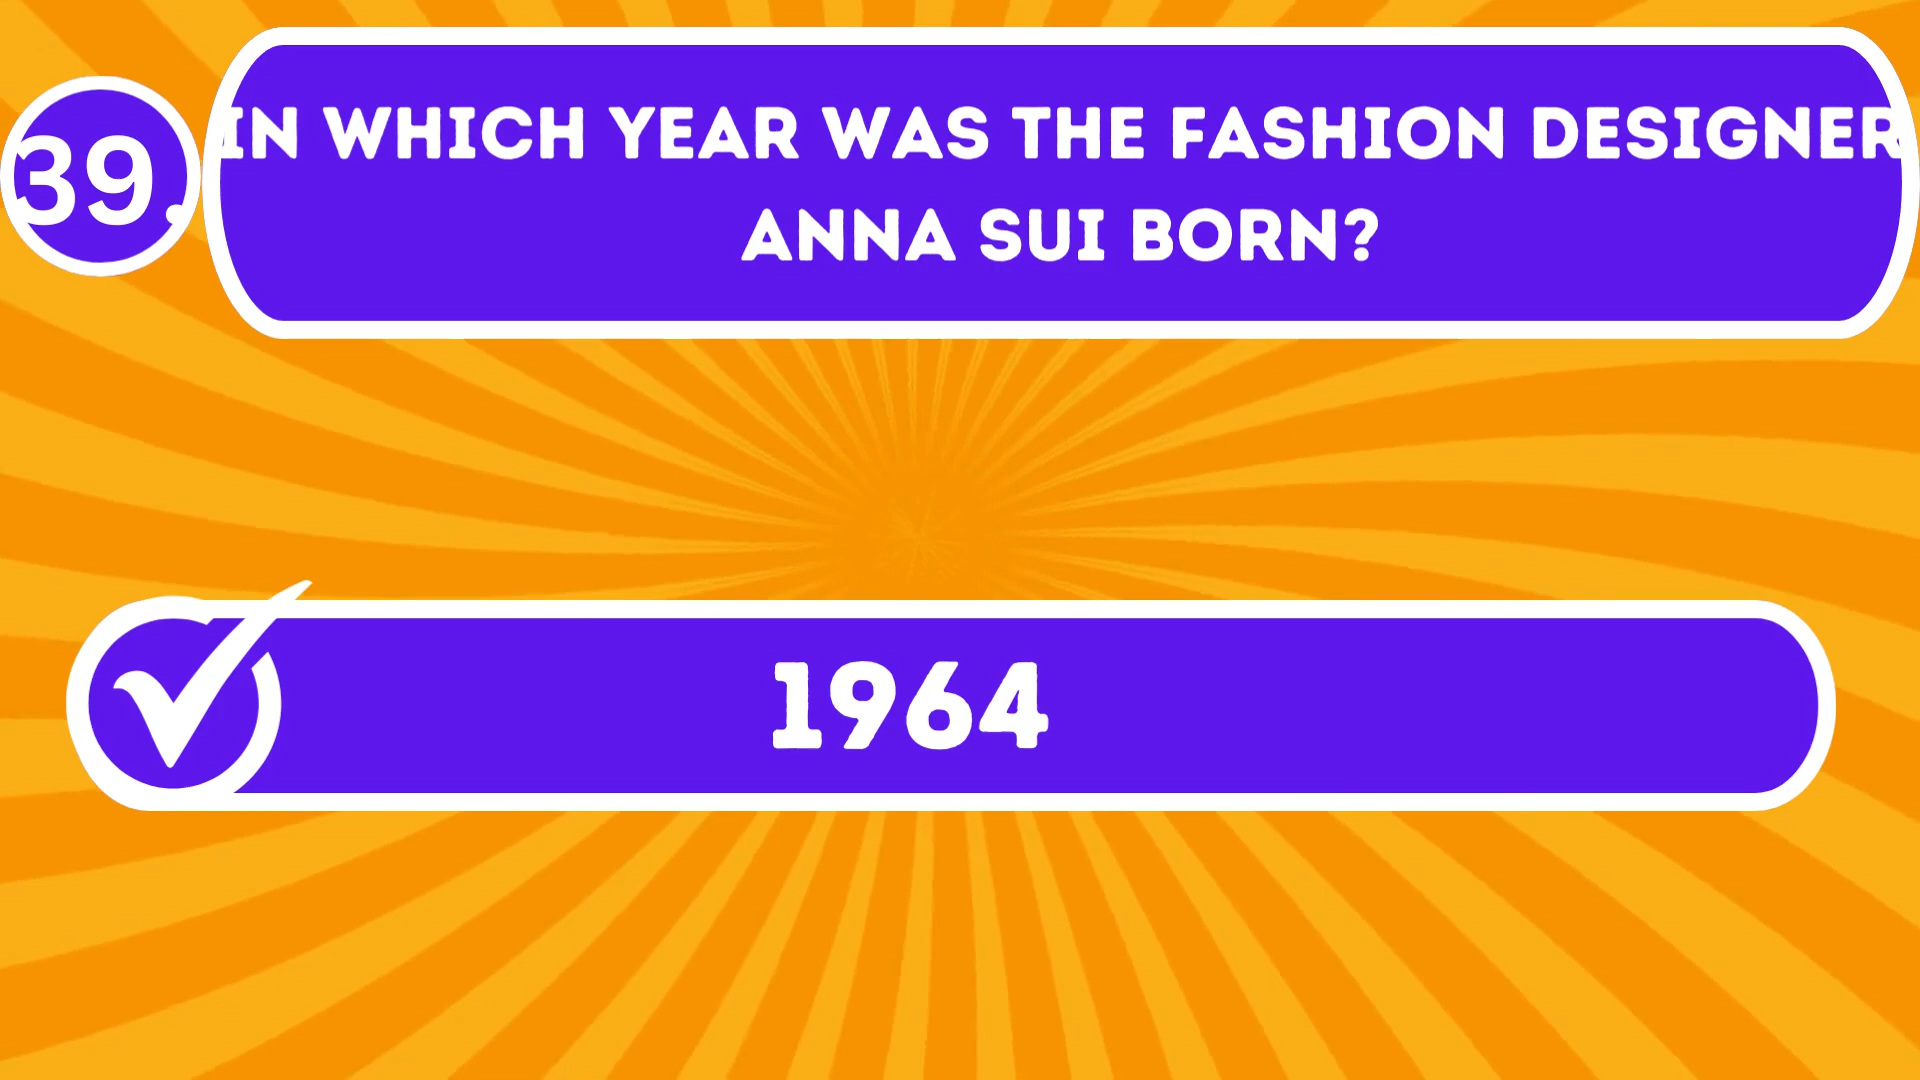 39.
IN WHICH YEAR WAS THE FASHION DESIGNER
ANNA SUI BORN?
1964